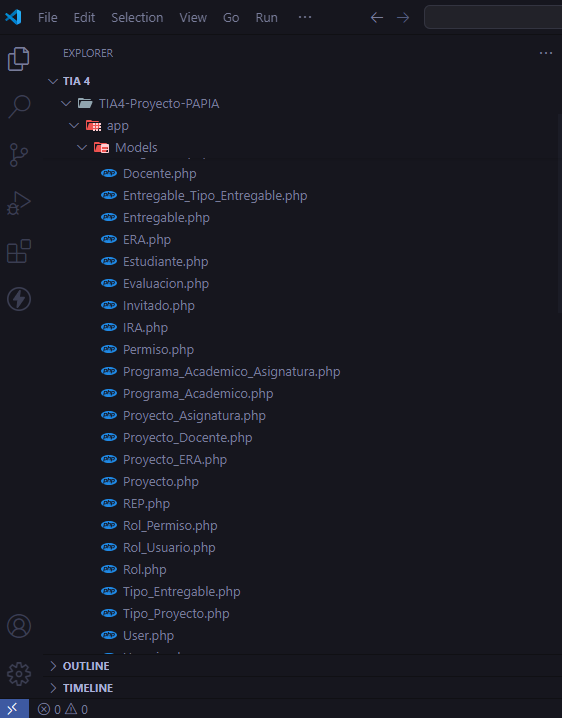 File Edit Selection View Go Run ...
EXPLORER ...
TIA 4
TIA4-Proyecto-PAPIA
app
Models
Docente.php
Entregable_Tipo_Entregable.php
Entregable.php
ERA.php
Estudiante.php
Evaluacion.php
Invitado.php
IRA.php
Permiso.php
Programa_Academico_Asignatura.php
Programa_Academico.php
Proyecto_Asignatura.php
Proyecto_Docente.php
Proyecto_ERA.php
Proyecto.php
REP.php
Rol_Permiso.php
Rol_Usuario.php
Rol.php
Tipo_Entregable.php
Tipo_Proyecto.php
User.php
OUTLINE
TIMELINE
0 0